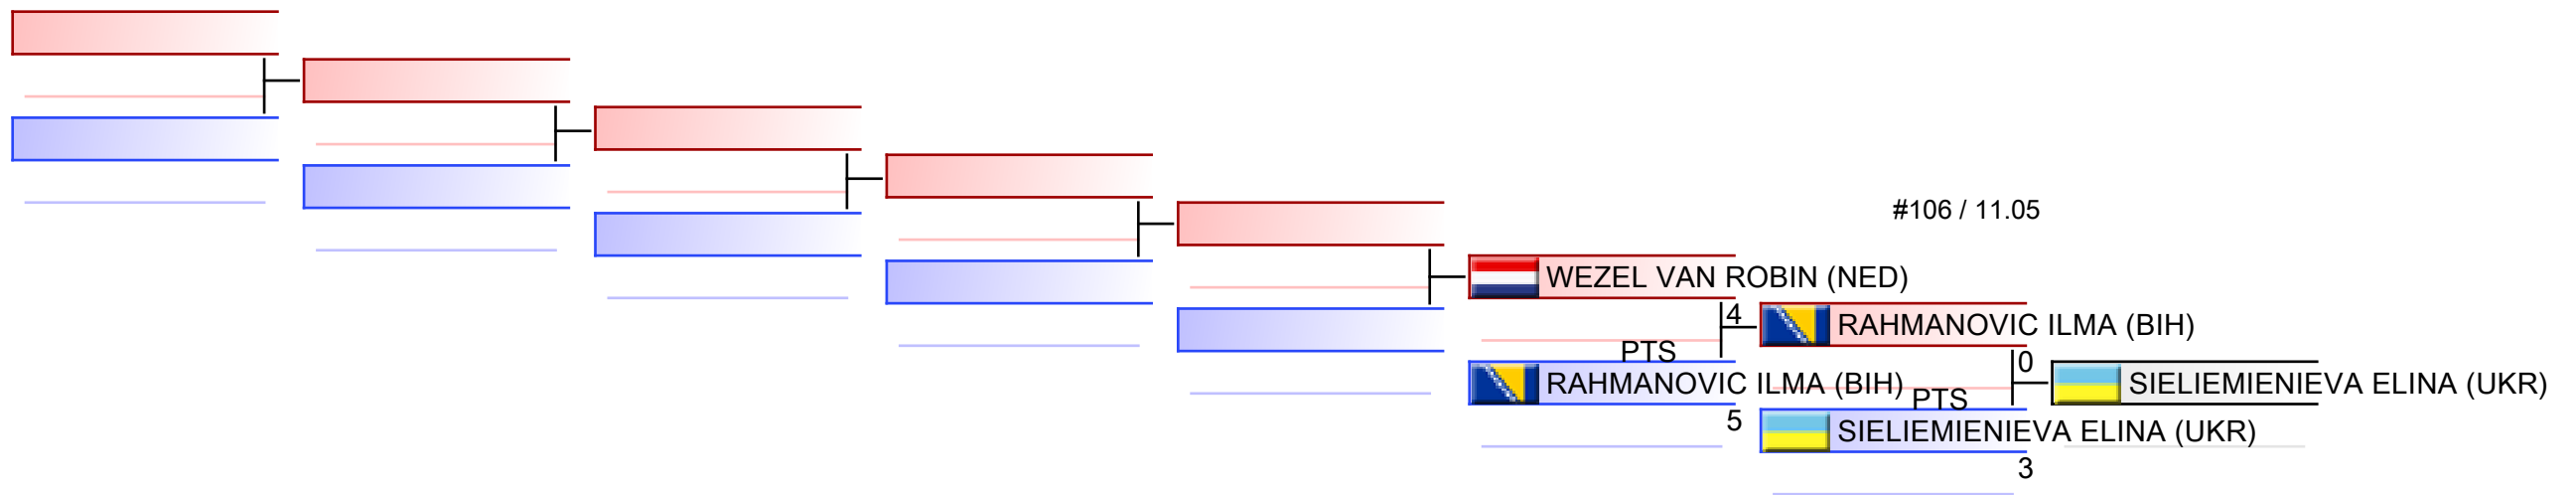 #106 / 11.05
WEZEL VAN ROBIN (NED)
4
RAHMANOVIC ILMA (BIH)
PTS
0
RAHMANOVIC ILMA (BIH)
SIELIEMIENIEVA ELINA (UKR)
PTS
5
SIELIEMIENIEVA ELINA (UKR)
3